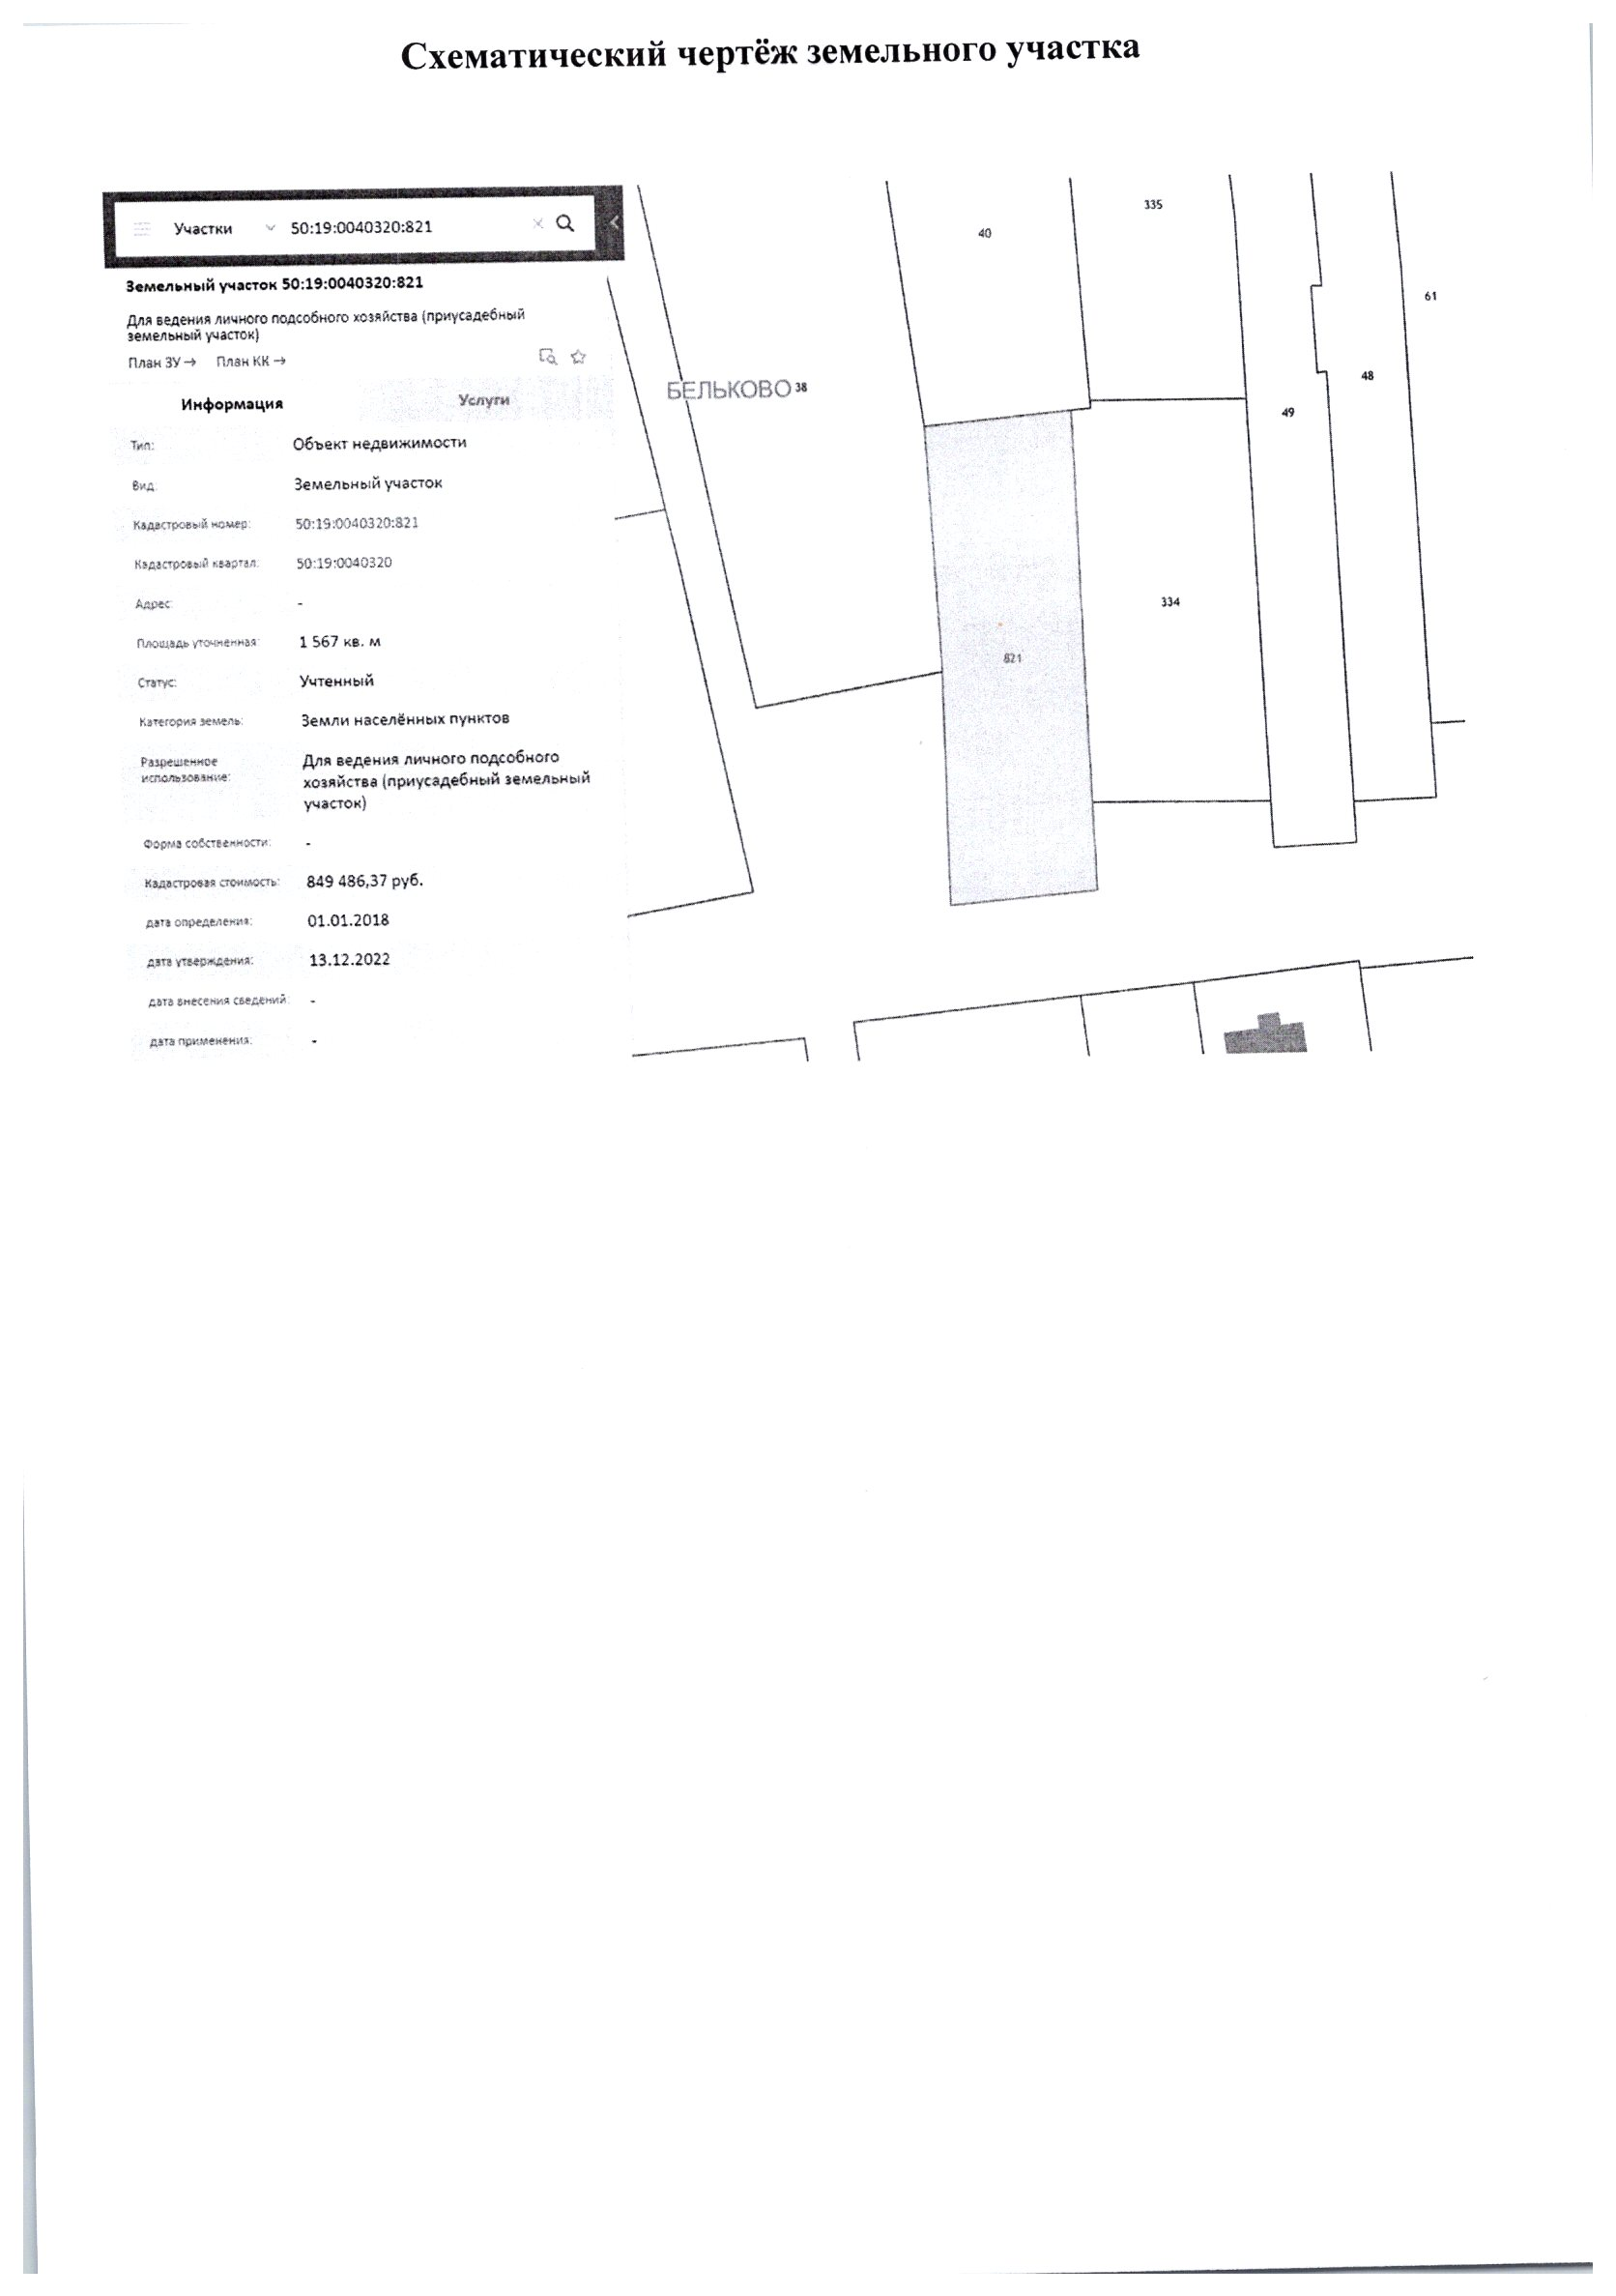 Схематический чертёж земельного участка
Участки 50:19:0040320:821
Земельный участок 50:19:0040320:821
Для ведения личного подсобного хозяйства (приусадебный
земельный участок)
План ЗУ → План КК →
Информация Услуги
Тип: Объект недвижимости
Вид: Земельный участок
Кадастровый номер: 50:19:0040320:821
Кадастровый квартал: 50:19:0040320
Адрес: -
Площадь уточненная: 1 567 кв. м
Статус: Учтенный
Категория земель: Земли населённых пунктов
Разрешенное
использование:
Для ведения личного подсобного
хозяйства (приусадебный земельный
участок)
Форма собственности: -
Кадастровая стоимость: 849 486,37 руб.
дата определения: 01.01.2018
дата утверждения: 13.12.2022
дата внесения сведений: -
дата применения: -
335
40
61
48
БЕЛЬКОВО 38
49
334
821